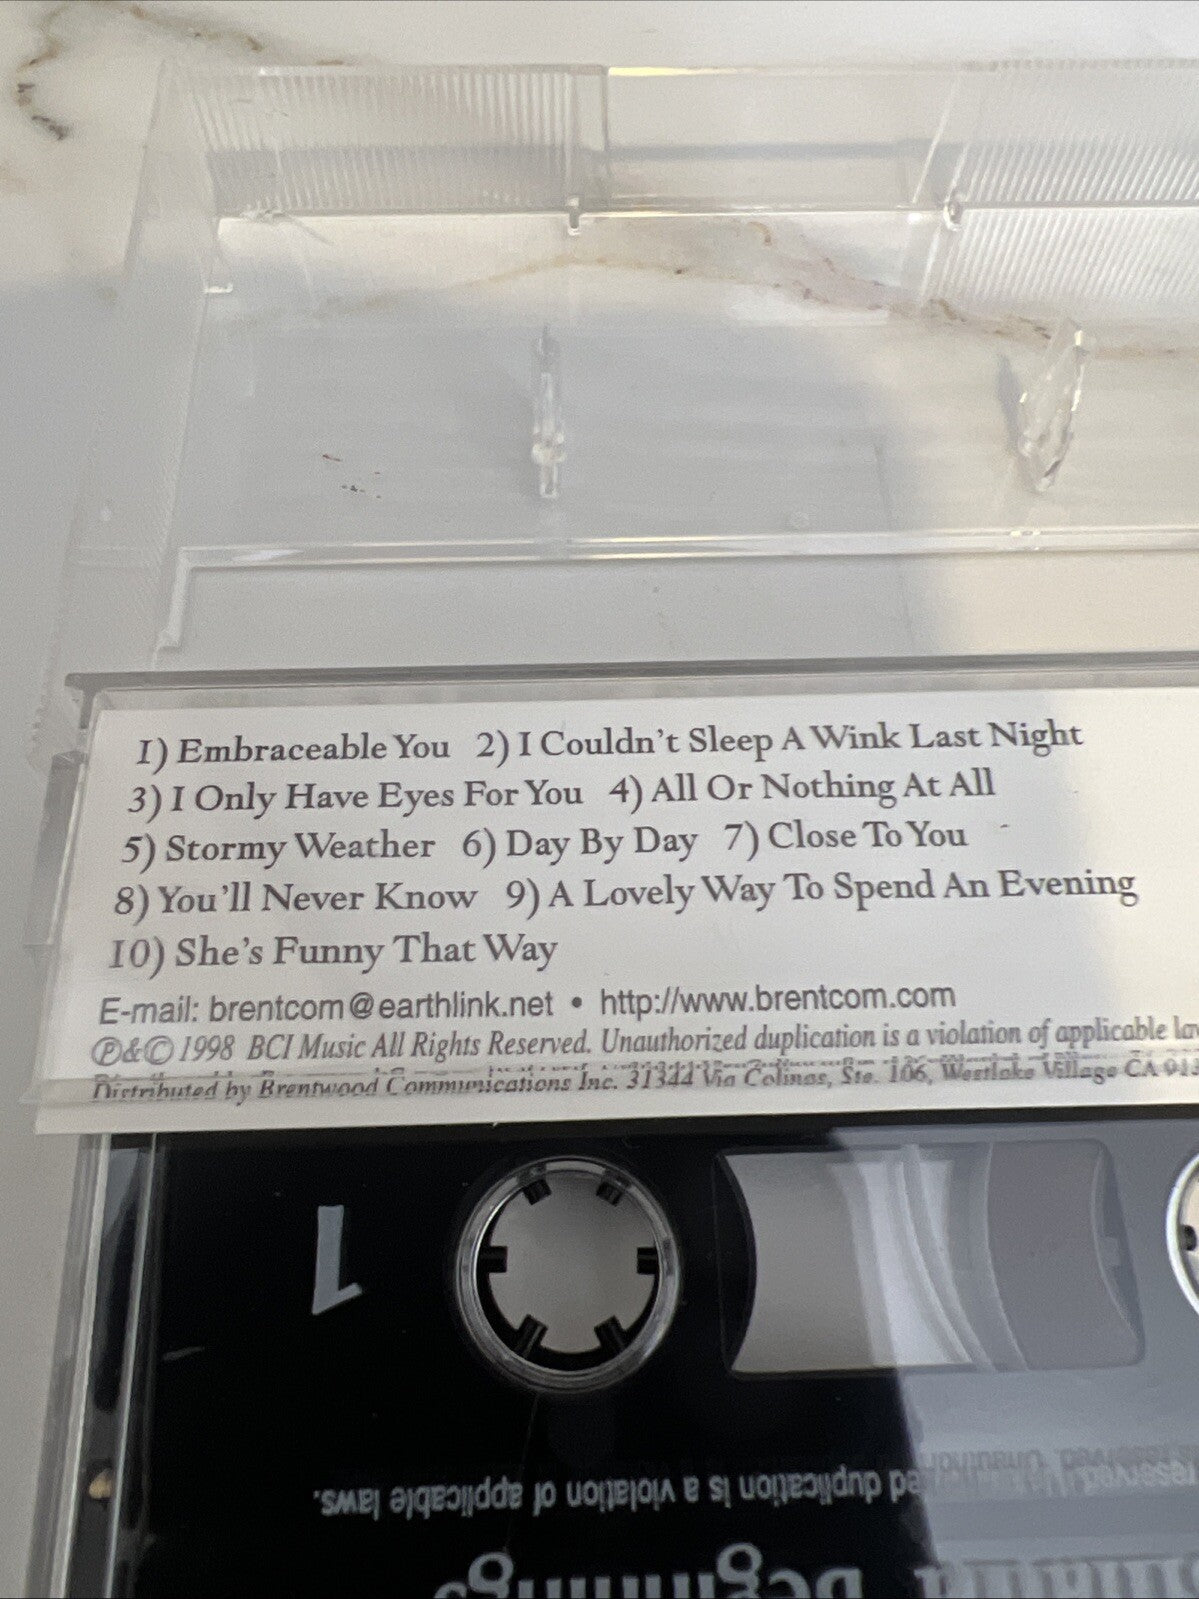 1) Embraceable You 2) I Couldn't Sleep A Wink Last Night
3) I Only Have Eyes For You 4) All Or Nothing At All
5) Stormy Weather 6) Day By Day 7) Close To You
8) You'll Never Know 9) A Lovely Way To Spend An Evening
10) She's Funny That Way
E-mail: brentcom@earthlink.net • http://www.brentcom.com
℗&© 1998 BCI Music All Rights Reserved. Unauthorized duplication is a violation of applicable
Distributed by Brentwood Communications Inc. 31344 Via Colinas, Ste. 106, Westlake Village CA
1
duplication is a violation of applicable laws.
beginnings